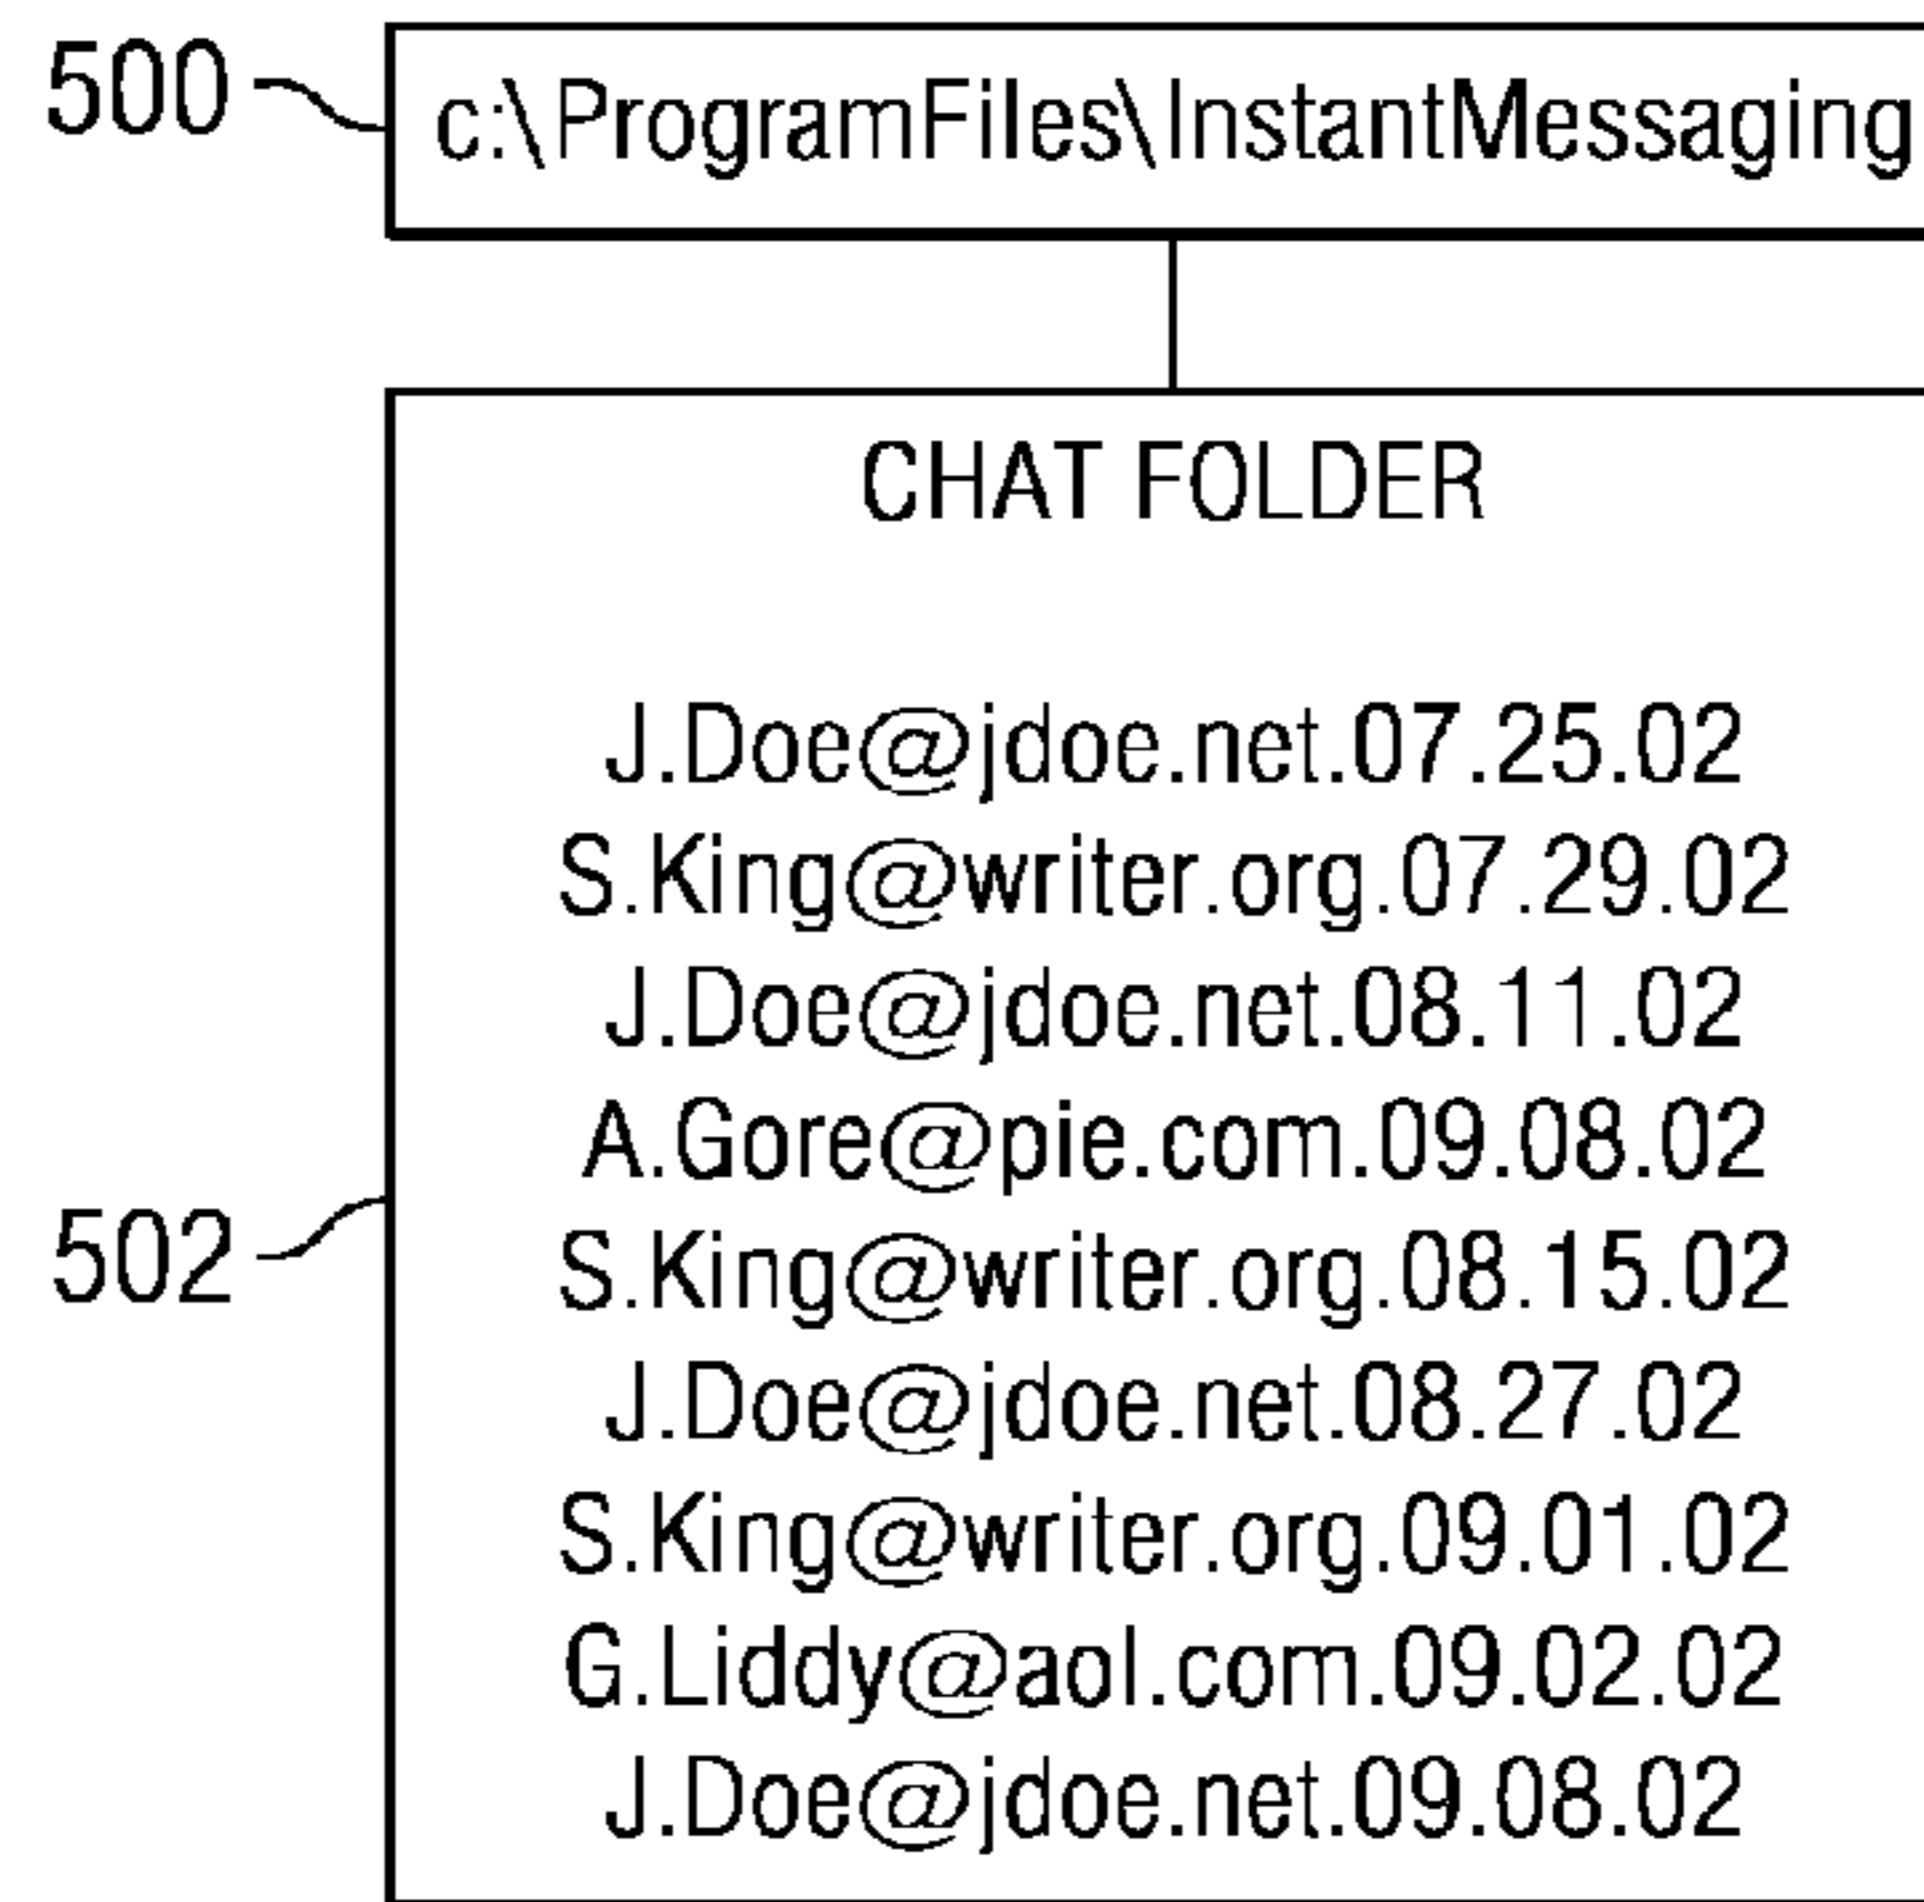 500 c:\ProgramFiles\InstantMessaging
CHAT FOLDER
J.Doe@jdoe.net.07.25.02
S.King@writer.org.07.29.02
J.Doe@jdoe.net.08.11.02
A.Gore@pie.com.09.08.02
502
S.King@writer.org.08.15.02
J.Doe@jdoe.net.08.27.02
S.King@writer.org.09.01.02
G.Liddy@aol.com.09.02.02
J.Doe@jdoe.net.09.08.02